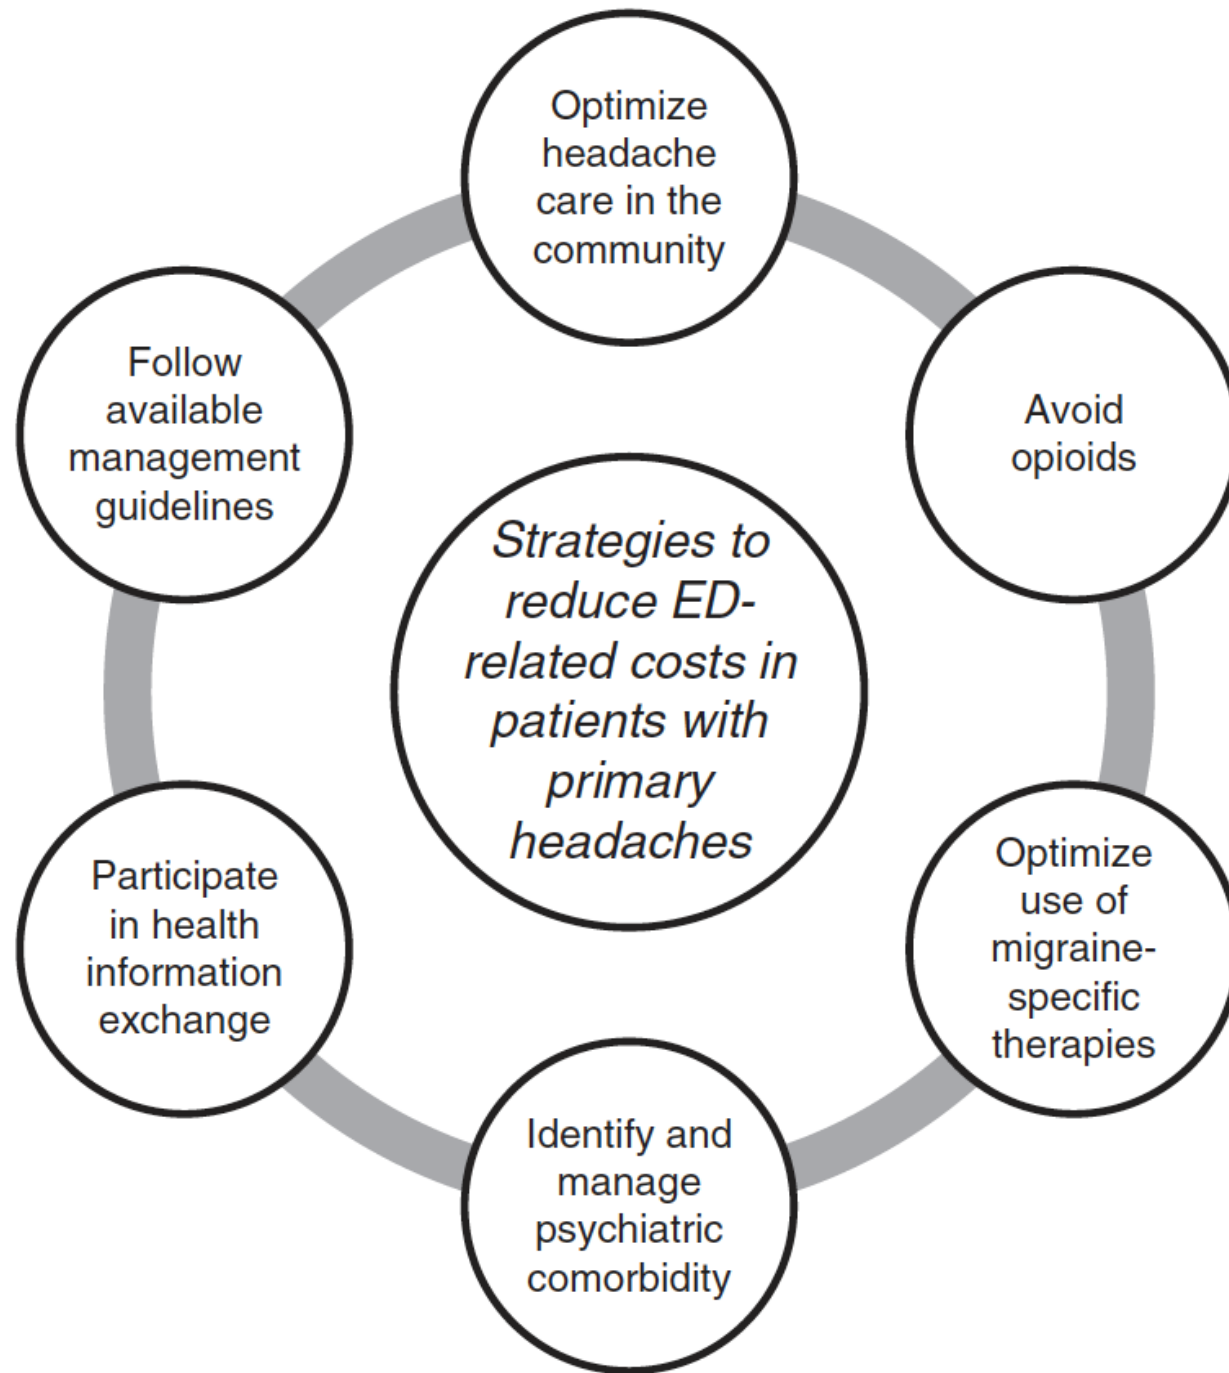 Optimize
headache
care in the
community
Avoid
opioids
Optimize
use of
migraine-
specific
therapies
Identify and
manage
psychiatric
comorbidity
Participate
in health
information
exchange
Follow
available
management
guidelines
Strategies to
reduce ED-
related costs in
patients with
primary
headaches